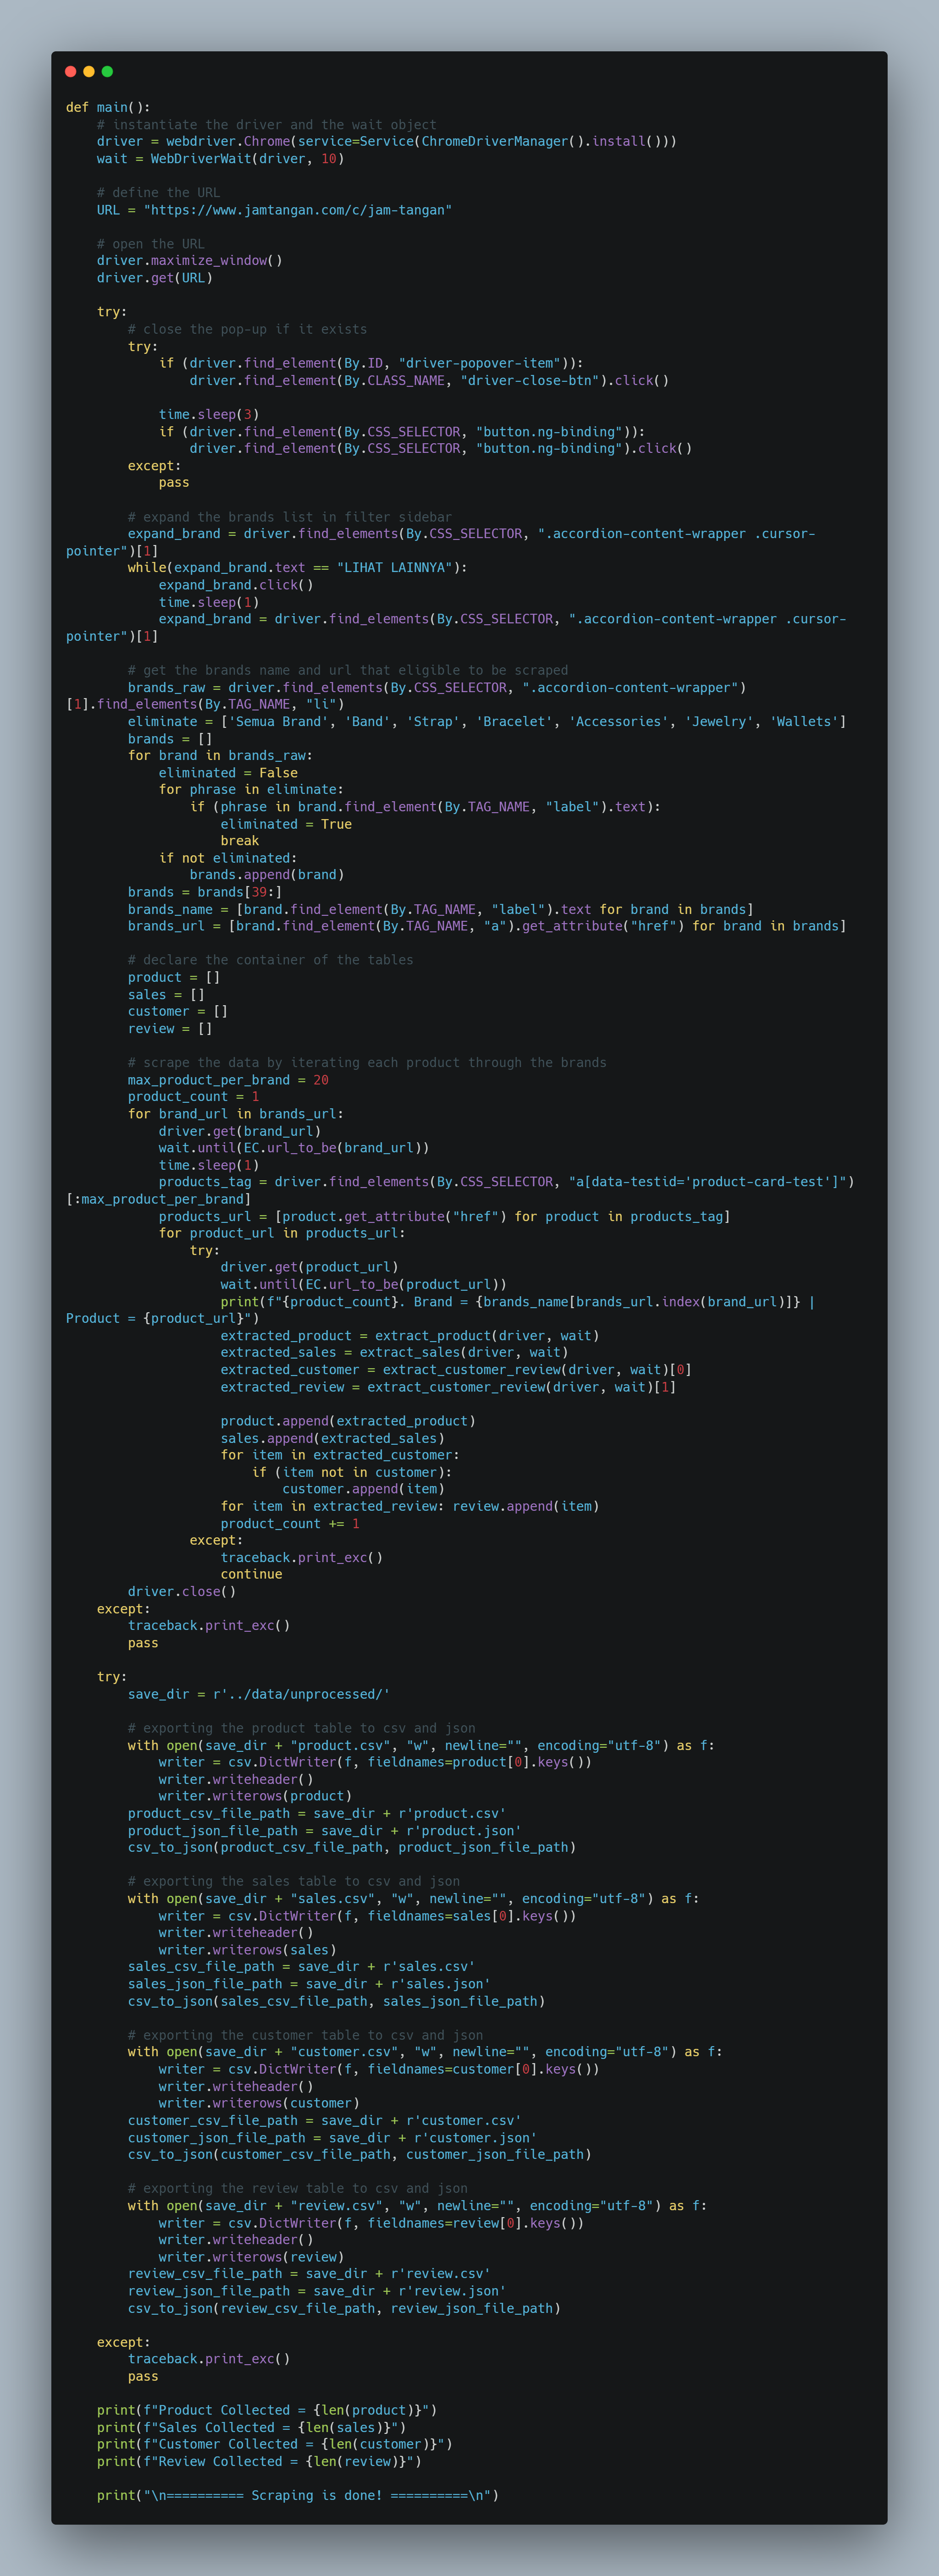 def main():
    # instantiate the driver and the wait object
    driver = webdriver.Chrome(service=Service(ChromeDriverManager().install()))
    wait = WebDriverWait(driver, 10)

    # define the URL
    URL = "https://www.jamtangan.com/c/jam-tangan"

    # open the URL
    driver.maximize_window()
    driver.get(URL)

    try:
        # close the pop-up if it exists
        try:
            if (driver.find_element(By.ID, "driver-popover-item")):
                driver.find_element(By.CLASS_NAME, "driver-close-btn").click()

            time.sleep(3)
            if (driver.find_element(By.CSS_SELECTOR, "button.ng-binding")):
                driver.find_element(By.CSS_SELECTOR, "button.ng-binding").click()
        except:
            pass

        # expand the brands list in filter sidebar
        expand_brand = driver.find_elements(By.CSS_SELECTOR, ".accordion-content-wrapper .cursor-
pointer")[1]
        while(expand_brand.text == "LIHAT LAINNYA"):
            expand_brand.click()
            time.sleep(1)
            expand_brand = driver.find_elements(By.CSS_SELECTOR, ".accordion-content-wrapper .cursor-
pointer")[1]

        # get the brands name and url that eligible to be scraped
        brands_raw = driver.find_elements(By.CSS_SELECTOR, ".accordion-content-wrapper")
[1].find_elements(By.TAG_NAME, "li")
        eliminate = ['Semua Brand', 'Band', 'Strap', 'Bracelet', 'Accessories', 'Jewelry', 'Wallets']
        brands = []
        for brand in brands_raw:
            eliminated = False
            for phrase in eliminate:
                if (phrase in brand.find_element(By.TAG_NAME, "label").text):
                    eliminated = True
                    break
            if not eliminated:
                brands.append(brand)
        brands = brands[39:]
        brands_name = [brand.find_element(By.TAG_NAME, "label").text for brand in brands]
        brands_url = [brand.find_element(By.TAG_NAME, "a").get_attribute("href") for brand in brands]

        # declare the container of the tables
        product = []
        sales = []
        customer = []
        review = []

        # scrape the data by iterating each product through the brands
        max_product_per_brand = 20
        product_count = 1
        for brand_url in brands_url:
            driver.get(brand_url)
            wait.until(EC.url_to_be(brand_url))
            time.sleep(1)
            products_tag = driver.find_elements(By.CSS_SELECTOR, "a[data-testid='product-card-test']")
[:max_product_per_brand]
            products_url = [product.get_attribute("href") for product in products_tag]
            for product_url in products_url:
                try:
                    driver.get(product_url)
                    wait.until(EC.url_to_be(product_url))
                    print(f"{product_count}. Brand = {brands_name[brands_url.index(brand_url)]} |
Product = {product_url}")
                    extracted_product = extract_product(driver, wait)
                    extracted_sales = extract_sales(driver, wait)
                    extracted_customer = extract_customer_review(driver, wait)[0]
                    extracted_review = extract_customer_review(driver, wait)[1]

                    product.append(extracted_product)
                    sales.append(extracted_sales)
                    for item in extracted_customer:
                        if (item not in customer):
                            customer.append(item)
                    for item in extracted_review: review.append(item)
                    product_count += 1
                except:
                    traceback.print_exc()
                    continue
        driver.close()
    except:
        traceback.print_exc()
        pass

    try:
        save_dir = r'../data/unprocessed/'

        # exporting the product table to csv and json
        with open(save_dir + "product.csv", "w", newline="", encoding="utf-8") as f:
            writer = csv.DictWriter(f, fieldnames=product[0].keys())
            writer.writeheader()
            writer.writerows(product)
        product_csv_file_path = save_dir + r'product.csv'
        product_json_file_path = save_dir + r'product.json'
        csv_to_json(product_csv_file_path, product_json_file_path)

        # exporting the sales table to csv and json
        with open(save_dir + "sales.csv", "w", newline="", encoding="utf-8") as f:
            writer = csv.DictWriter(f, fieldnames=sales[0].keys())
            writer.writeheader()
            writer.writerows(sales)
        sales_csv_file_path = save_dir + r'sales.csv'
        sales_json_file_path = save_dir + r'sales.json'
        csv_to_json(sales_csv_file_path, sales_json_file_path)

        # exporting the customer table to csv and json
        with open(save_dir + "customer.csv", "w", newline="", encoding="utf-8") as f:
            writer = csv.DictWriter(f, fieldnames=customer[0].keys())
            writer.writeheader()
            writer.writerows(customer)
        customer_csv_file_path = save_dir + r'customer.csv'
        customer_json_file_path = save_dir + r'customer.json'
        csv_to_json(customer_csv_file_path, customer_json_file_path)

        # exporting the review table to csv and json
        with open(save_dir + "review.csv", "w", newline="", encoding="utf-8") as f:
            writer = csv.DictWriter(f, fieldnames=review[0].keys())
            writer.writeheader()
            writer.writerows(review)
        review_csv_file_path = save_dir + r'review.csv'
        review_json_file_path = save_dir + r'review.json'
        csv_to_json(review_csv_file_path, review_json_file_path)

    except:
        traceback.print_exc()
        pass

    print(f"Product Collected = {len(product)}")
    print(f"Sales Collected = {len(sales)}")
    print(f"Customer Collected = {len(customer)}")
    print(f"Review Collected = {len(review)}")

    print("\n========== Scraping is done! ==========\n")